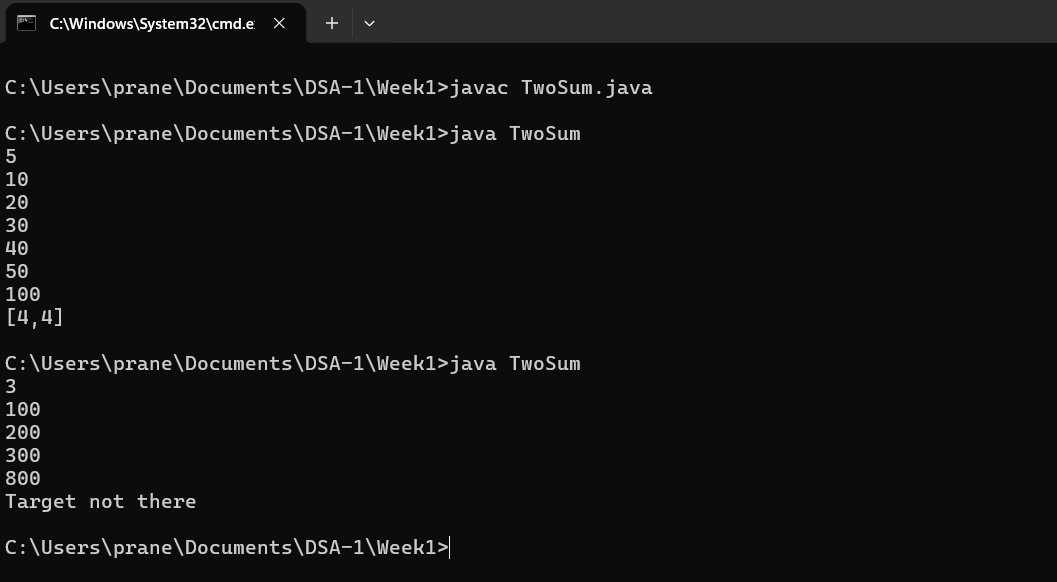 C:\Windows\System32\cmd.e
C:\Users\prane\Documents\DSA-1\Week1>javac TwoSum.java
C:\Users\prane\Documents\DSA-1\Week1>java TwoSum
5
10
20
30
40
50
100
[4,4]
C:\Users\prane\Documents\DSA-1\Week1>java TwoSum
3
100
200
300
800
Target not there
C:\Users\prane\Documents\DSA-1\Week1>